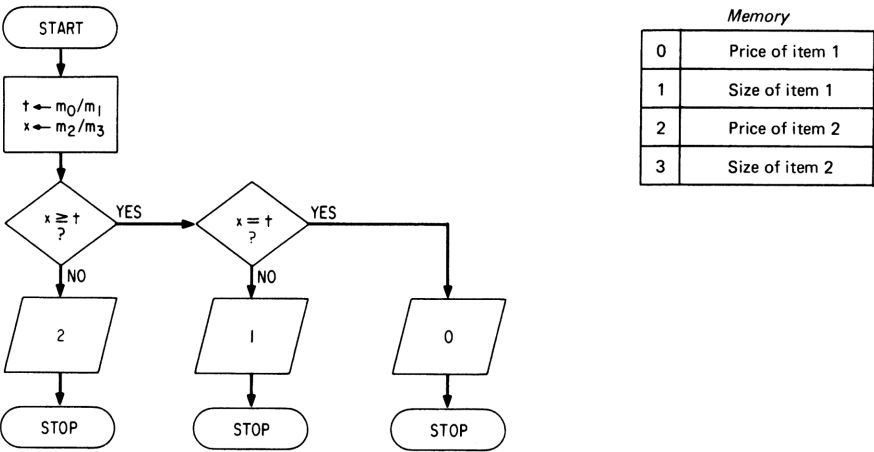 START
t ← m₀/m₁
x ← m₂/m₃
x ≥ t
?
YES
NO
x = t
?
YES
NO
2
1
0
STOP
STOP
STOP
Memory
0 Price of item 1
1 Size of item 1
2 Price of item 2
3 Size of item 2